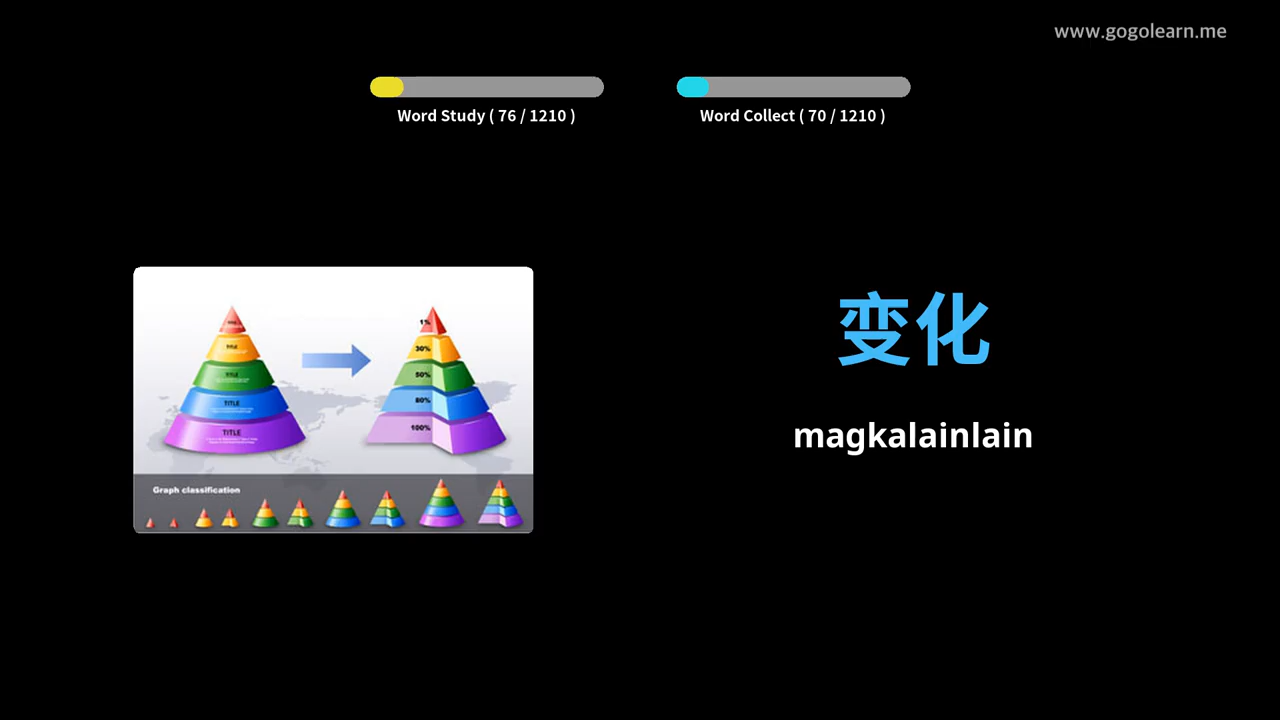 www.gogolearn.me
Word Study ( 76 / 1210 )
Word Collect ( 70 / 1210 )
变化
magkalainlain
TITLE
TITLE
TITLE
TITLE
1%
30%
50%
80%
100%
Graph classification